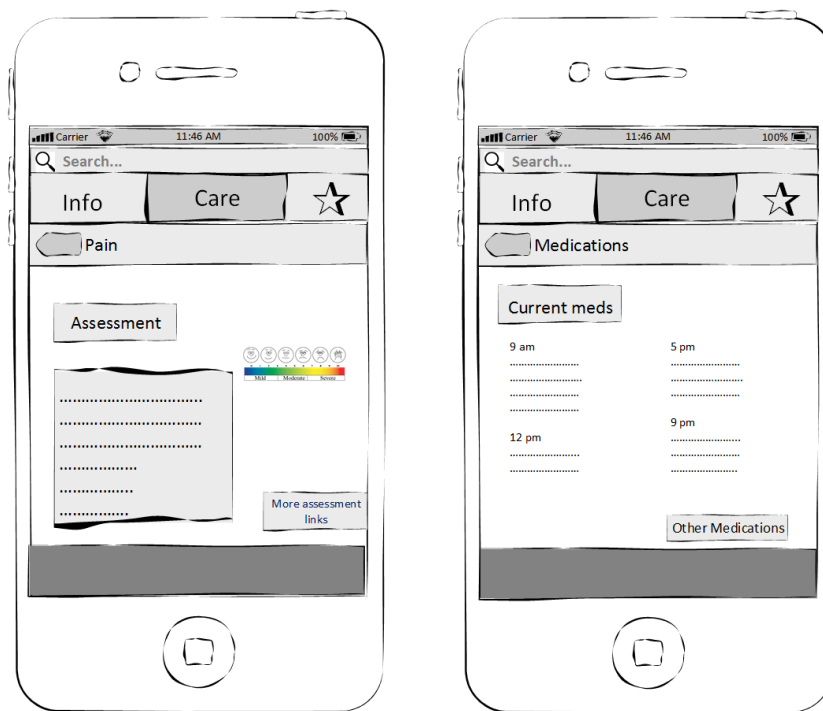 Carrier 11:46 AM 100%
Search...
Info Care
Pain
Assessment
Mild Moderate Severe
More assessment
links
Carrier 11:46 AM 100%
Search...
Info Care
Medications
Current meds
9 am 5 pm
12 pm 9 pm
Other Medications